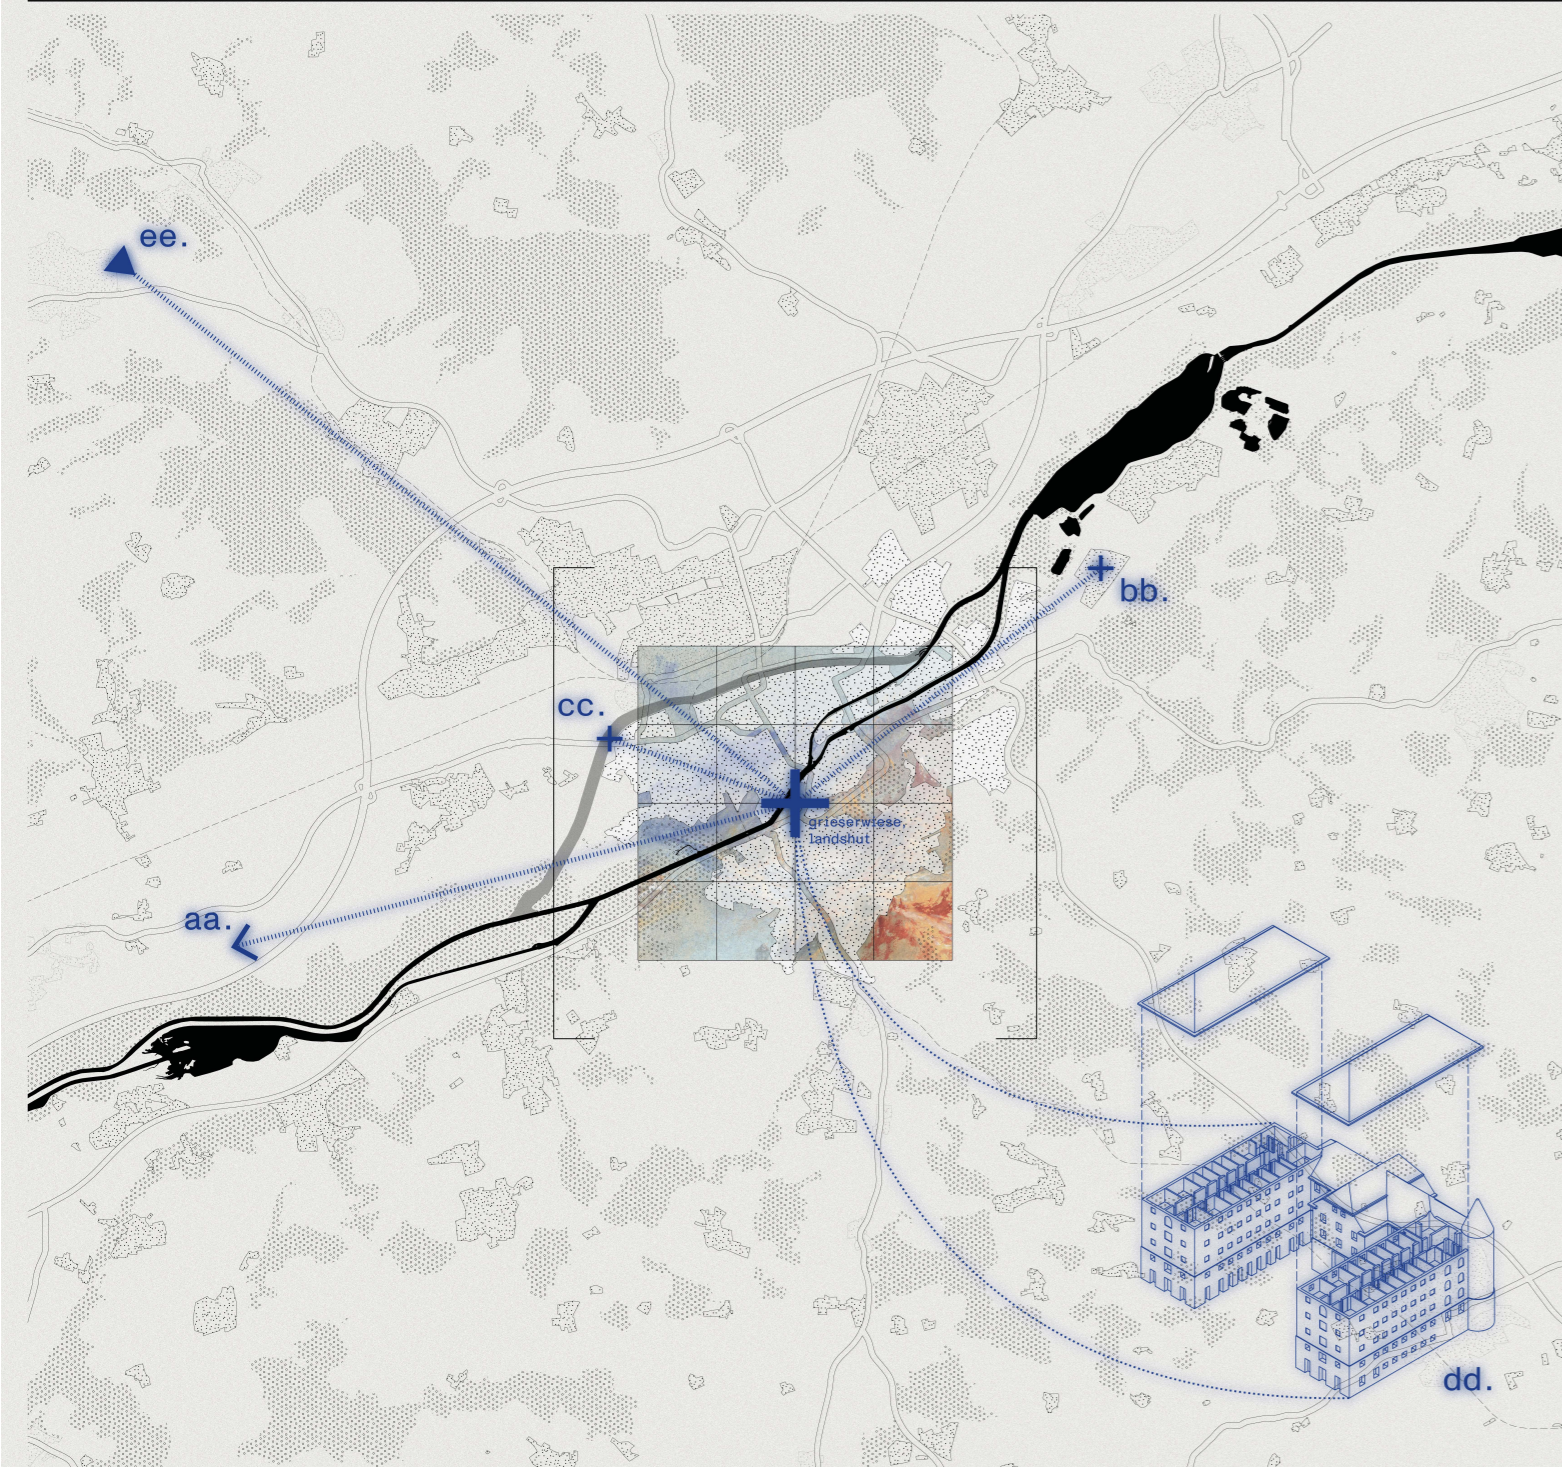 ee.
bb.
cc.
grieserwiese,
landshut
aa.
dd.